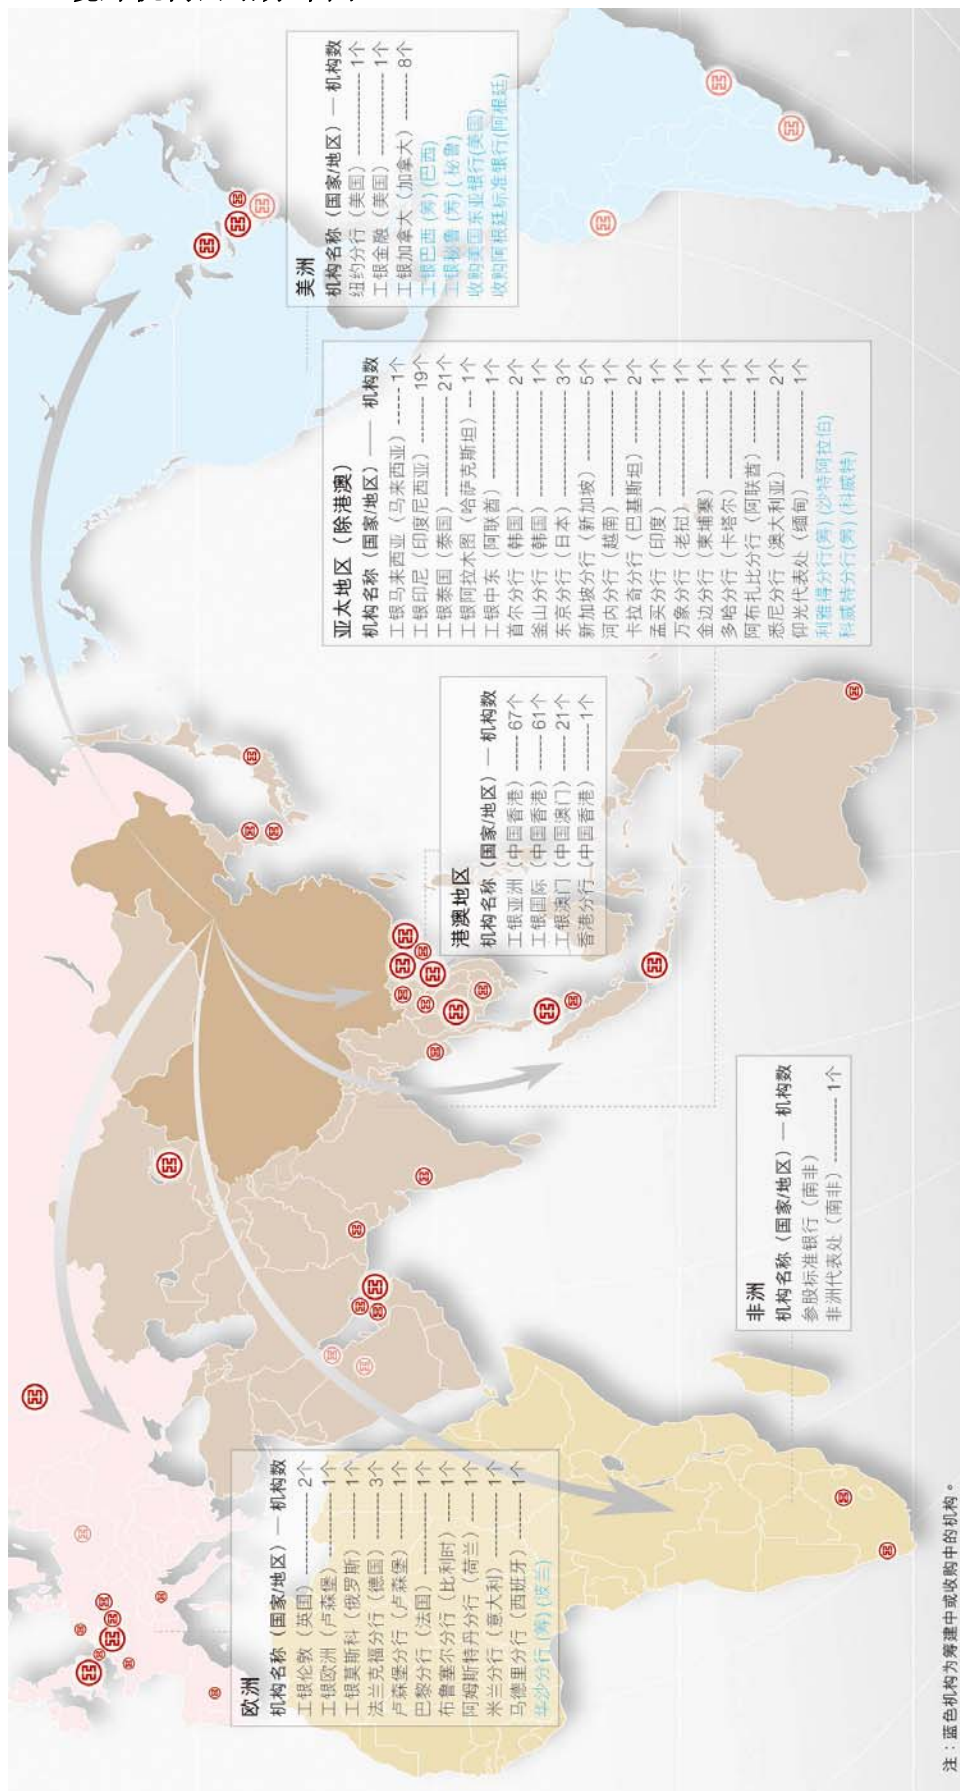 欧洲
机构名称（国家/地区）— 机构数
工银伦敦（英国）---------- 2个
工银欧洲（卢森堡）---------- 1个
工银莫斯科（俄罗斯）------ 1个
法兰克福分行（德国）------ 3个
卢森堡分行（卢森堡）------ 1个
巴黎分行（法国）---------- 1个
布鲁塞尔分行（比利时）---- 1个
阿姆斯特丹分行（荷兰）---- 1个
米兰分行（意大利）-------- 1个
马德里分行（西班牙）------ 1个
华沙分行(筹)(波兰)
非洲
机构名称（国家/地区）— 机构数
参股标准银行（南非）
非洲代表处（南非）---------- 1个
港澳地区
机构名称（国家/地区）— 机构数
工银亚洲（中国香港）------ 67个
工银国际（中国香港）------ 61个
工银澳门（中国澳门）------ 21个
香港分行（中国香港）-------1个
亚太地区（除港澳）
机构名称（国家/地区）—— 机构数
工银马来西亚（马来西亚）---- 1个
工银印尼（印度尼西亚）------- 19个
工银泰国（泰国）------------- 21个
工银阿拉木图（哈萨克斯坦）--- 1个
工银中东（阿联酋）----------- 1个
首尔分行（韩国）------------- 2个
釜山分行（韩国）------------- 1个
东京分行（日本）------------- 3个
新加坡分行（新加坡）--------- 5个
河内分行（越南）------------- 1个
卡拉奇分行（巴基斯坦）------- 2个
孟买分行（印度）------------- 1个
万象分行（老挝）------------- 1个
金边分行（柬埔寨）----------- 1个
多哈分行（卡塔尔）----------- 1个
阿布扎比分行（阿联酋）------- 1个
悉尼分行（澳大利亚）--------- 2个
仰光代表处（缅甸）----------- 1个
利雅得分行(筹)(沙特阿拉伯)
科威特分行(筹)(科威特)
美洲
机构名称（国家/地区）— 机构数
纽约分行（美国）----------- 1个
工银金融（美国）----------- 1个
工银加拿大（加拿大）------- 8个
工银巴西(筹)(巴西)
工银秘鲁(筹)(秘鲁)
收购美国东亚银行(美国)
收购阿根廷标准银行(阿根廷)
注：蓝色机构为筹建中或收购中的机构。